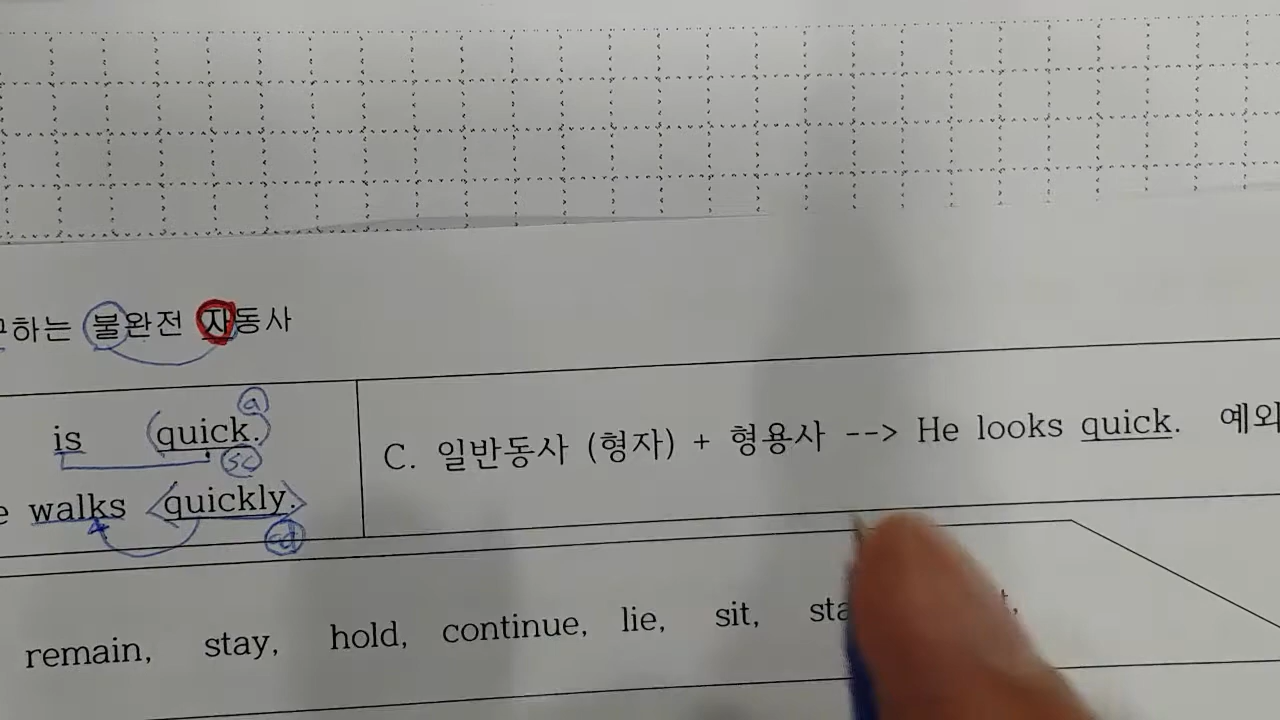 하는 불완전 자동사
is quick. a
sc
walks quickly.
C. 일반동사 (형자) + 형용사 --> He looks quick. 예외
remain, stay, hold, continue, lie, sit,